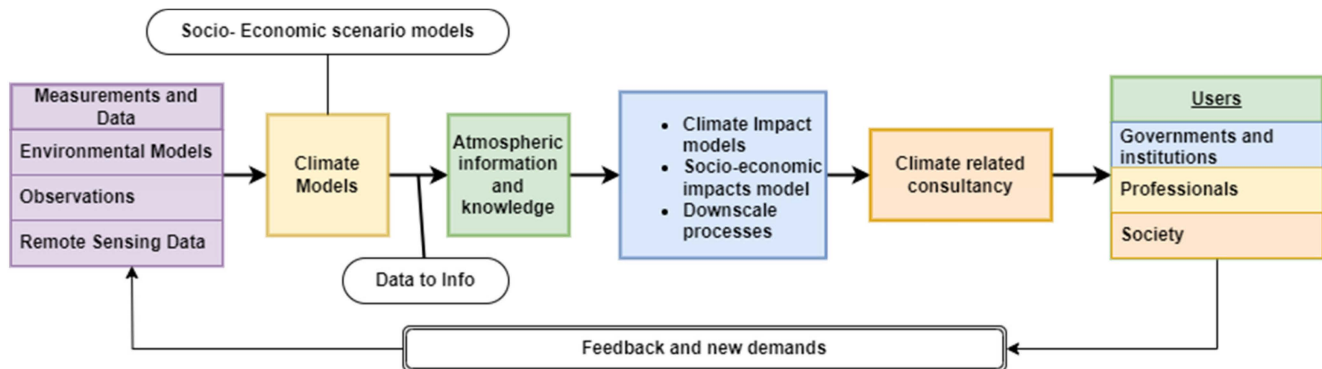 Socio- Economic scenario models
Measurements and
Data
Environmental Models
Observations
Remote Sensing Data
Climate
Models
Data to Info
Atmospheric
information
and
knowledge
• Climate Impact
models
• Socio-economic
impacts model
• Downscale
processes
Climate related
consultancy
Users
Governments and
institutions
Professionals
Society
Feedback and new demands